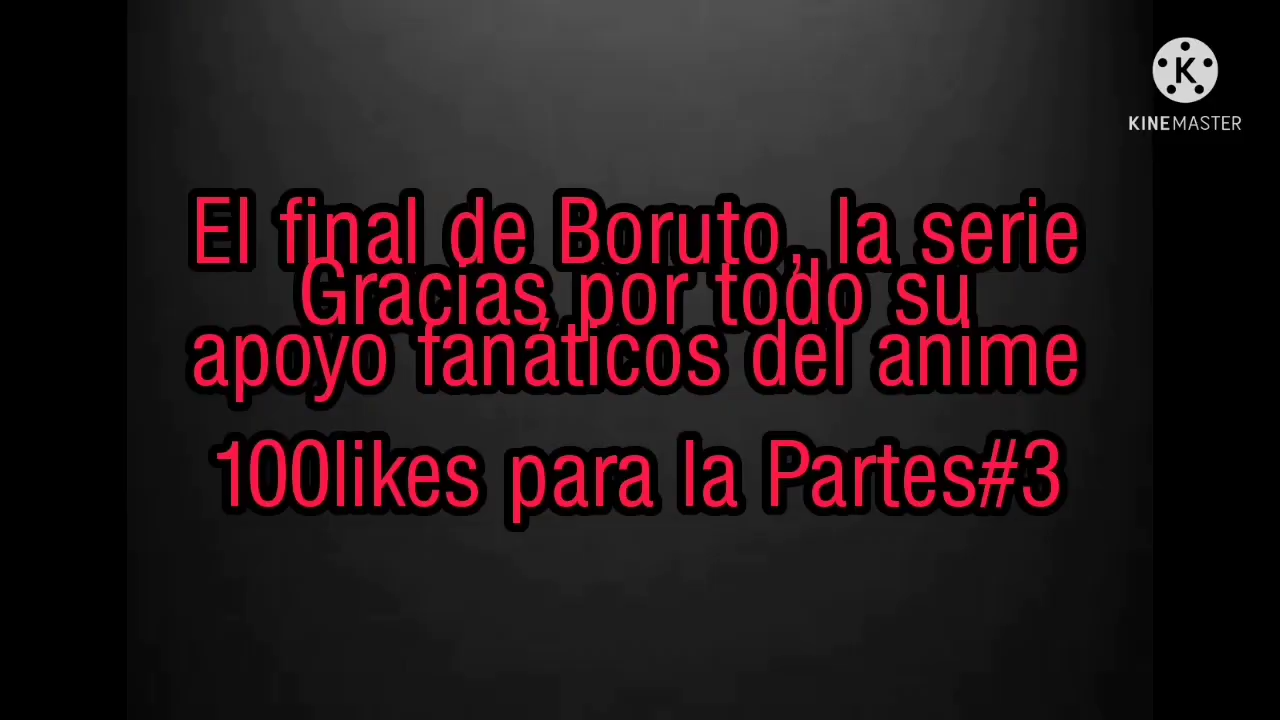 K
KINEMASTER
El final de Boruto, la serie
Gracias por todo su
apoyo fanáticos del anime
100likes para la Partes#3